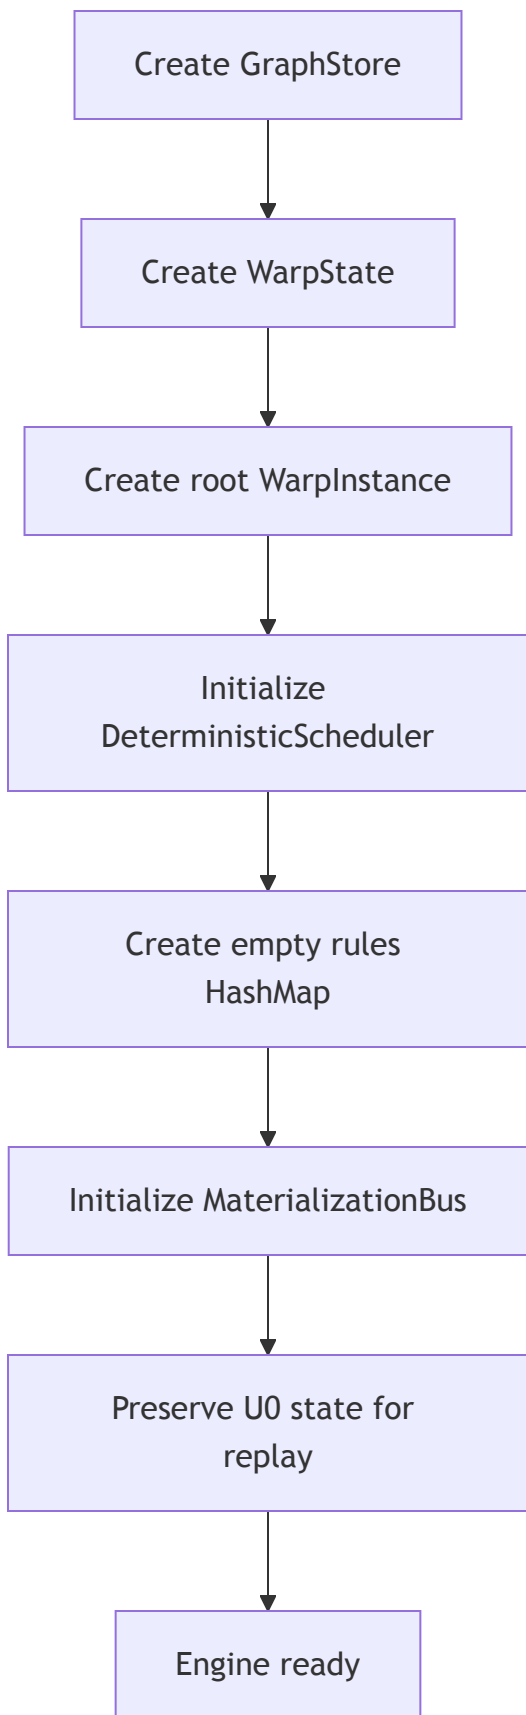 Create GraphStore
Create WarpState
Create root WarpInstance
Initialize
DeterministicScheduler
Create empty rules
HashMap
Initialize MaterializationBus
Preserve U0 state for
replay
Engine ready